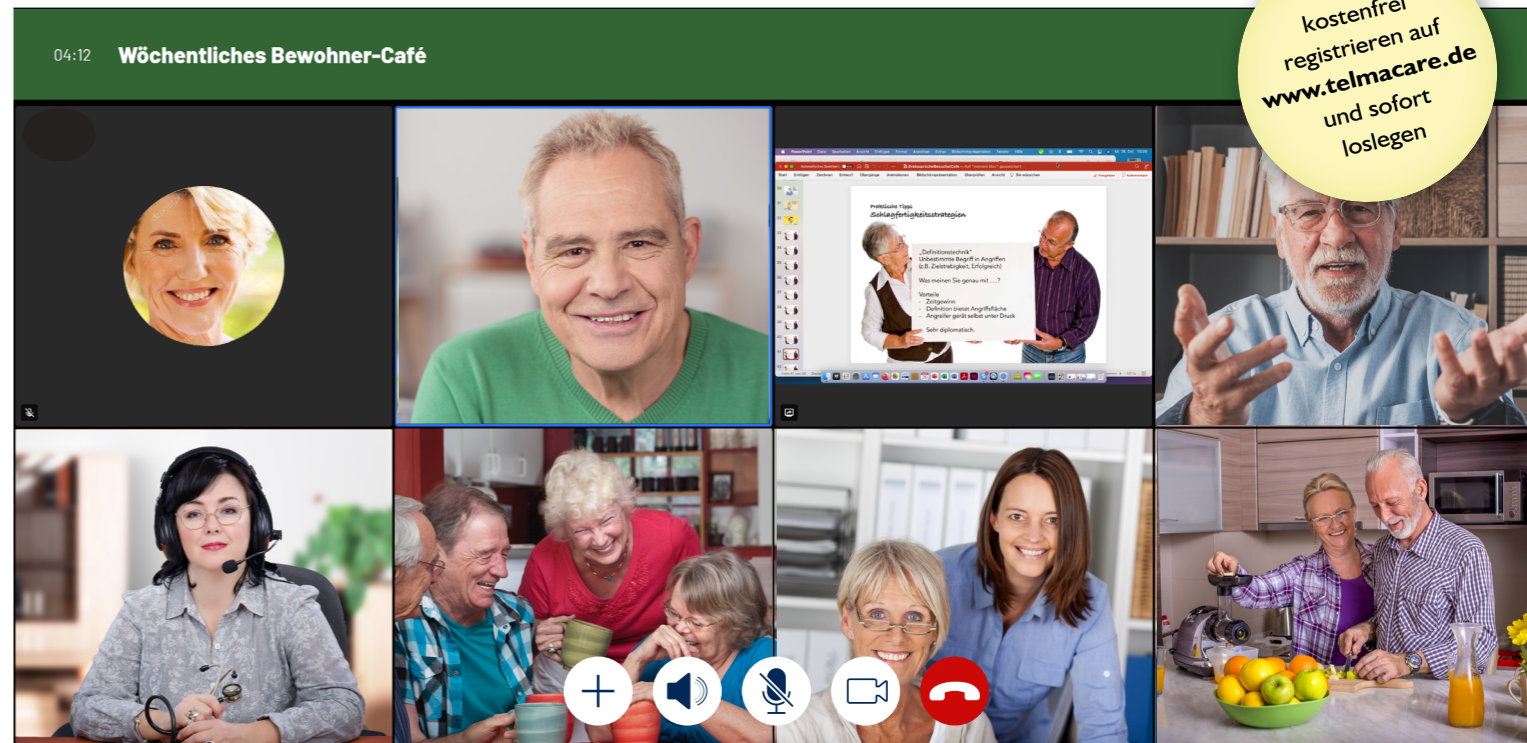 04:12 Wöchentliches Bewohner-Café
kostenfrei
registrieren auf
www.telmacare.de
und sofort
loslegen
Praktische Tipps
Schlagfertigkeitsstrategien
„Definitionstechnik"
Unbestimmte Begriff in Angriffen
(z.B. Zielstrebigkeit, Erfolgreich)
Was meinen Sie genau mit.....?
Vorteile
- Zeitgewinn
- Definition bietet Angriffsfläche
- Angreifer gerät selbst unter Druck
Sehr diplomatisch.